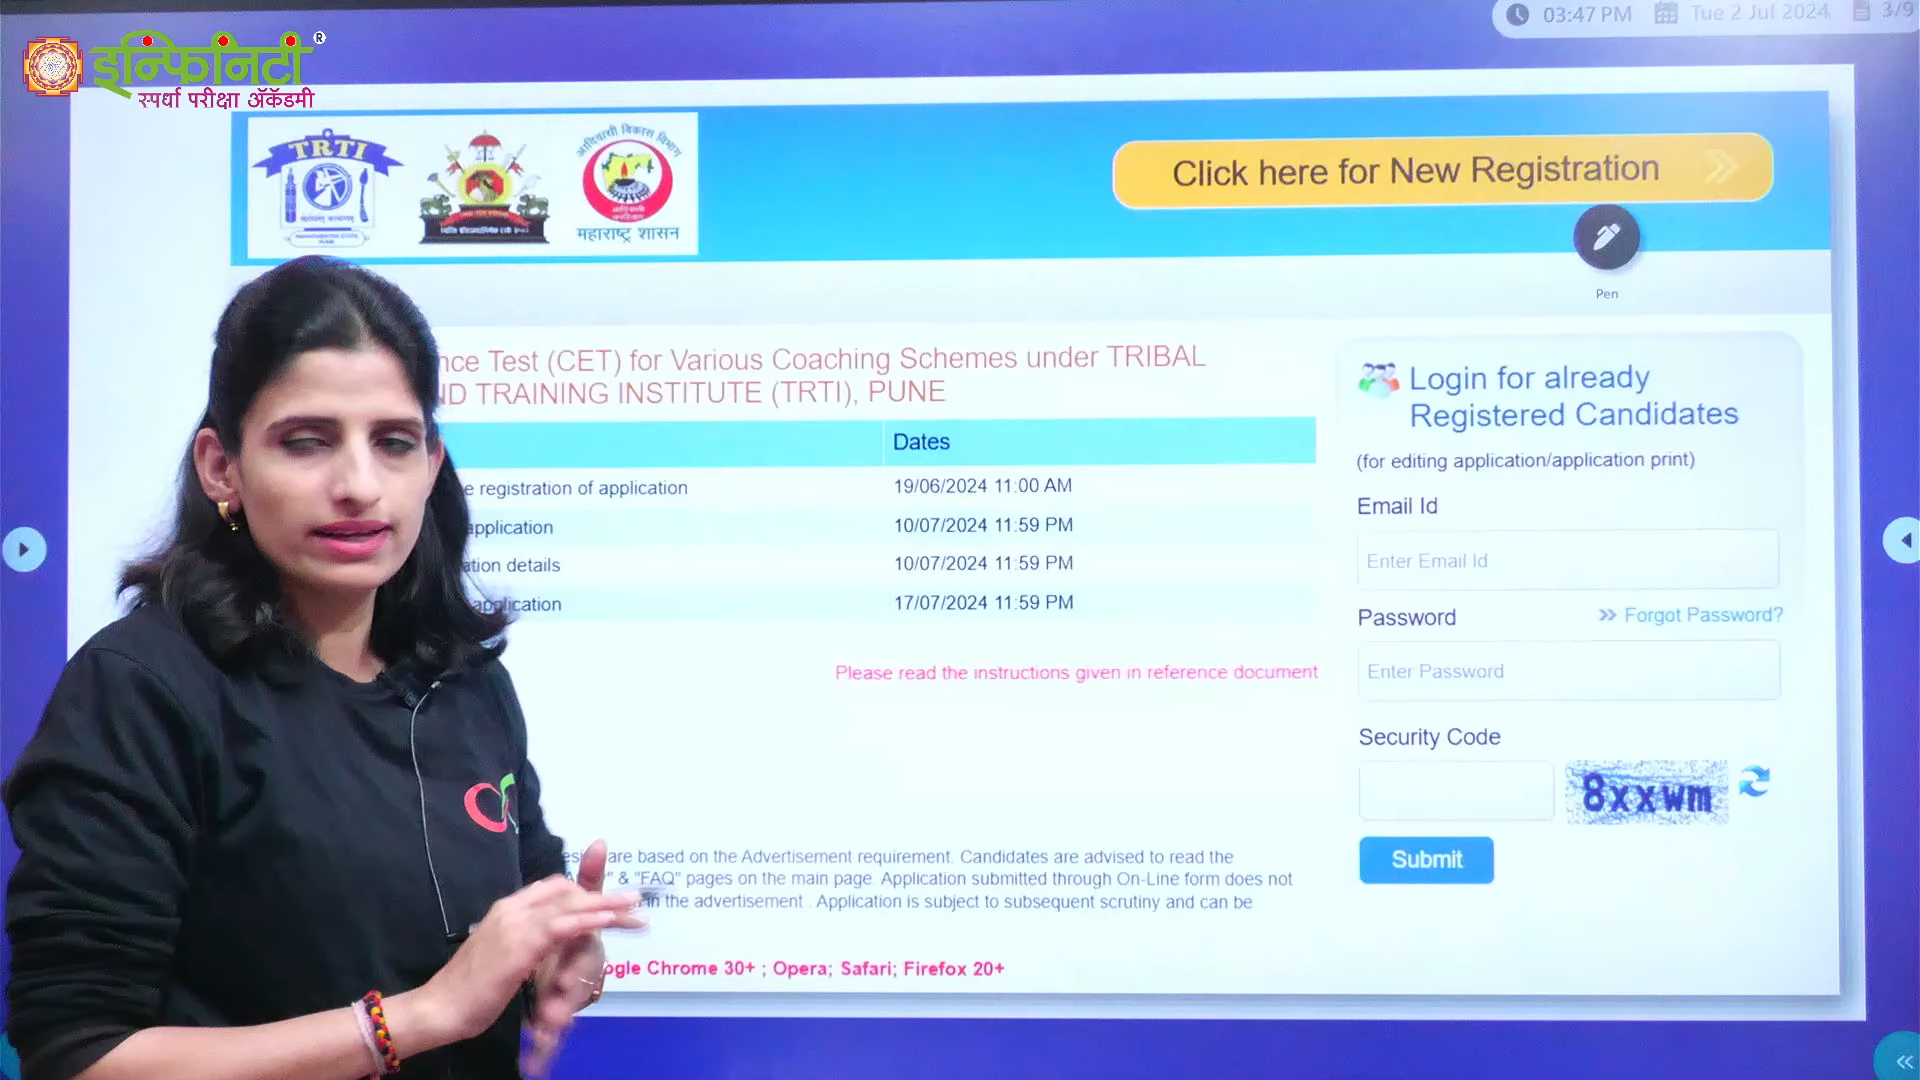 03:47 PM Tue 2 Jul 2024 3/9
इन्फिनिटी ®
स्पर्धा परीक्षा ॲकॅडमी
TRTI
आदिवासी विकास विभाग
महाराष्ट्र शासन
Click here for New Registration
Pen
nce Test (CET) for Various Coaching Schemes under TRIBAL
ND TRAINING INSTITUTE (TRTI), PUNE
Dates
e registration of application 19/06/2024 11:00 AM
application 10/07/2024 11:59 PM
ation details 10/07/2024 11:59 PM
application 17/07/2024 11:59 PM
Please read the instructions given in reference document
are based on the Advertisement requirement. Candidates are advised to read the
" & "FAQ" pages on the main page. Application submitted through On-Line form does not
in the advertisement . Application is subject to subsequent scrutiny and can be
ogle Chrome 30+ ; Opera; Safari; Firefox 20+
Login for already
Registered Candidates
(for editing application/application print)
Email Id
Enter Email Id
Password >> Forgot Password?
Enter Password
Security Code
8xxwm
Submit